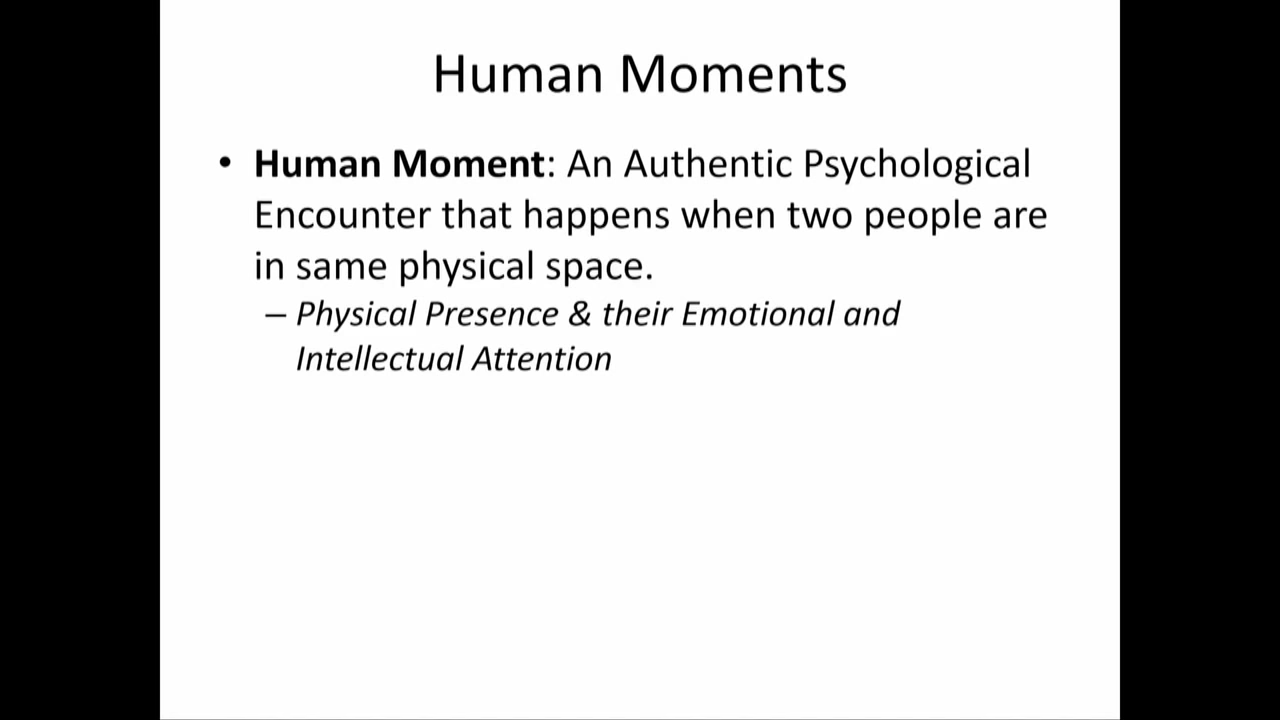 Human Moments
• Human Moment: An Authentic Psychological
Encounter that happens when two people are
in same physical space.
– Physical Presence & their Emotional and
Intellectual Attention